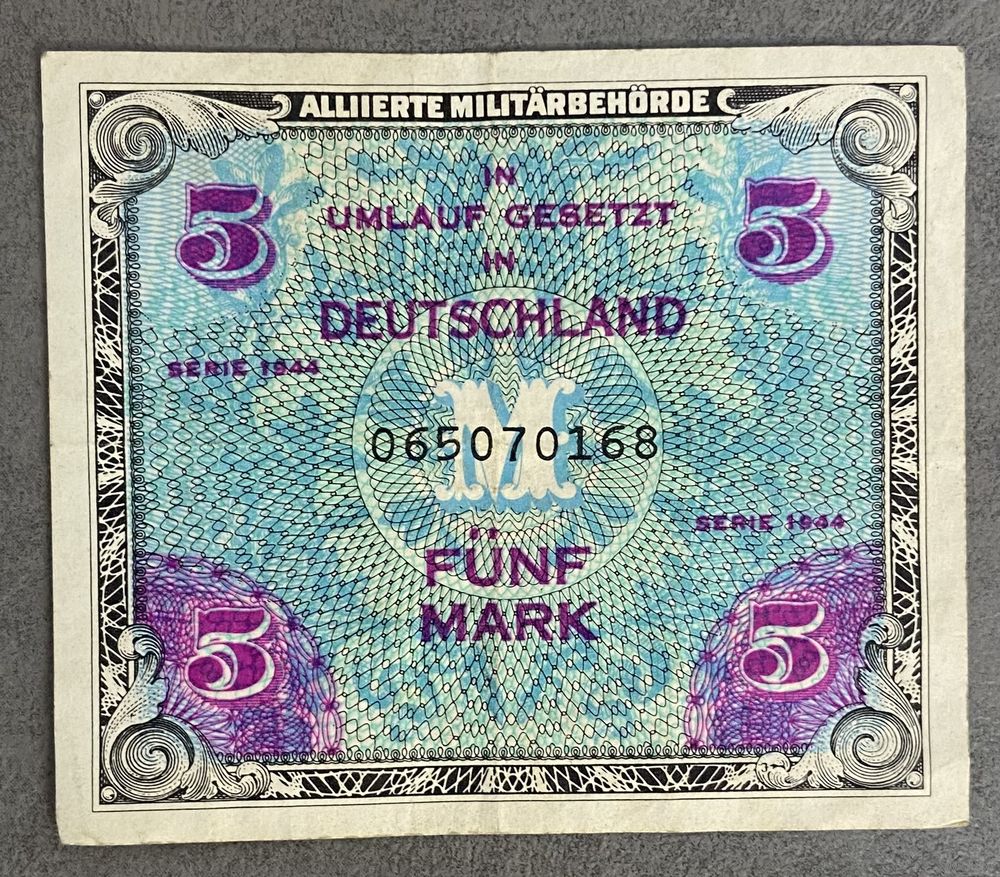 ALLIIERTE MILITÄRBEHÖRDE
5 5
IN
UMLAUF GESETZT
IN
DEUTSCHLAND
SERIE 1944
M
065070168
SERIE 1944
FÜNF
MARK
5 5